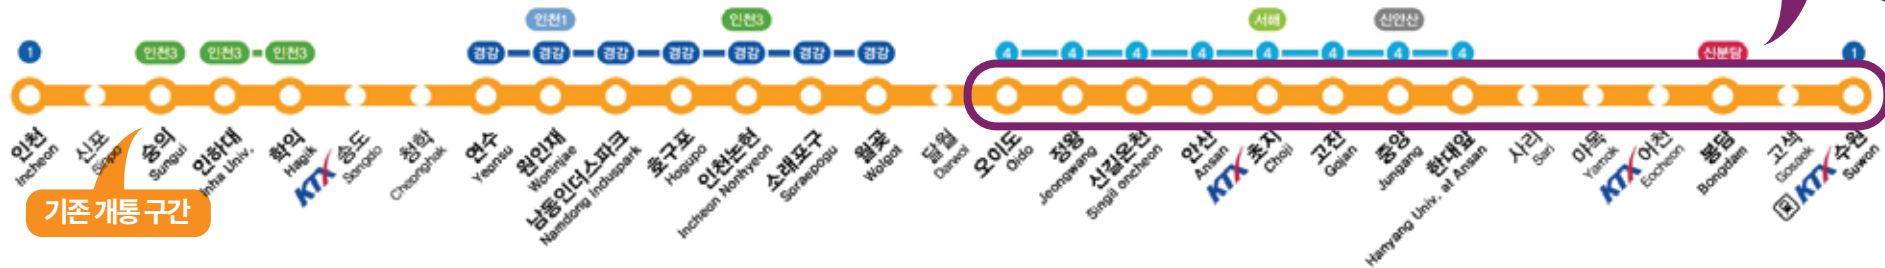 인천1
인천3
서해
신안산
1
인천3
인천3
인천3
경강
경강
경강
경강
경강
경강
경강
4
4
4
4
4
4
4
4
신분당
1
인천
Incheon
신포
Sinpo
숭의
Sungui
인하대
Inha Univ.
학익
Hagik
KTX
송도
Songdo
청학
Cheonghak
연수
Yeonsu
원인재
Woninjae
남동인더스파크
Namdong Induspark
호구포
Hogupo
인천논현
Incheon Nonhyeon
소래포구
Soraepogu
월곶
Wolgot
달월
Darwol
오이도
Oido
정왕
Jeongwang
신길온천
Singil oncheon
안산
Ansan
KTX
초지
Choji
고잔
Gojan
중앙
Jungang
한대앞
Hanyang Univ. at Ansan
사리
Sari
야목
Yamok
KTX
어천
Eocheon
봉담
Bongdam
고색
Gosaek
KTX
수원
Suwon
기존 개통 구간